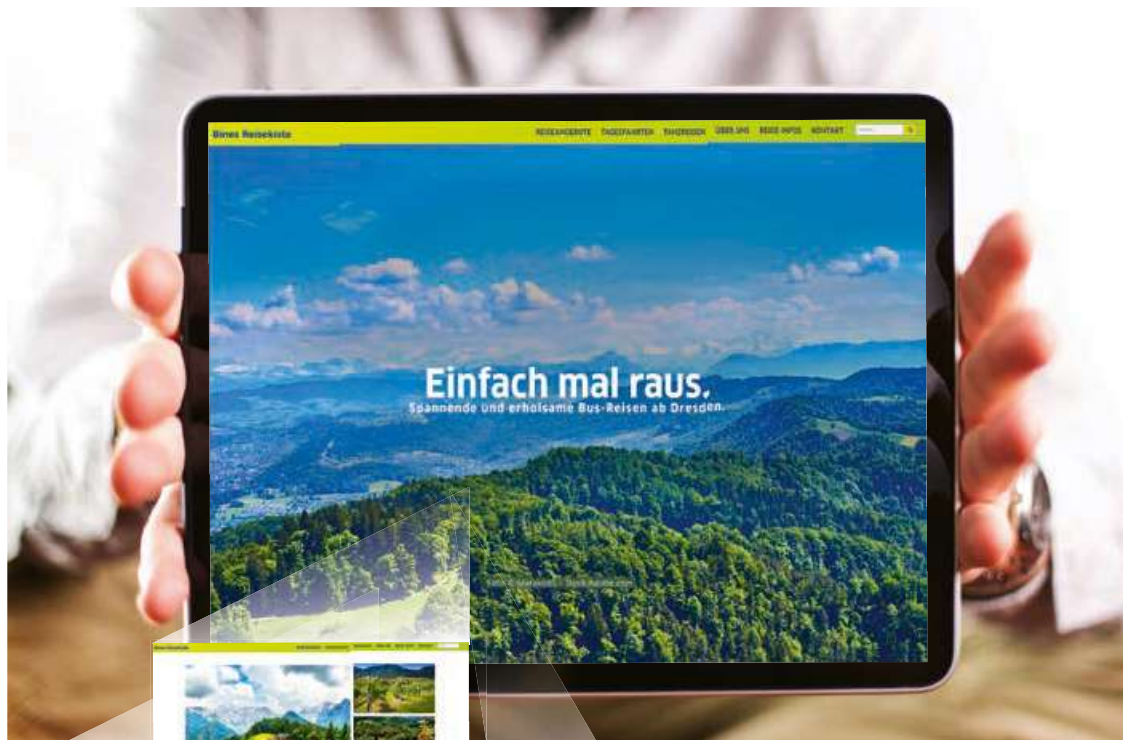 Bines Reisekiste
REISEANGEBOTE TAGESFAHRTEN TANZREISEN ÜBER UNS REISE-INFOS KONTAKT
Einfach mal raus.
Spannende und erholsame Bus-Reisen ab Dresden.